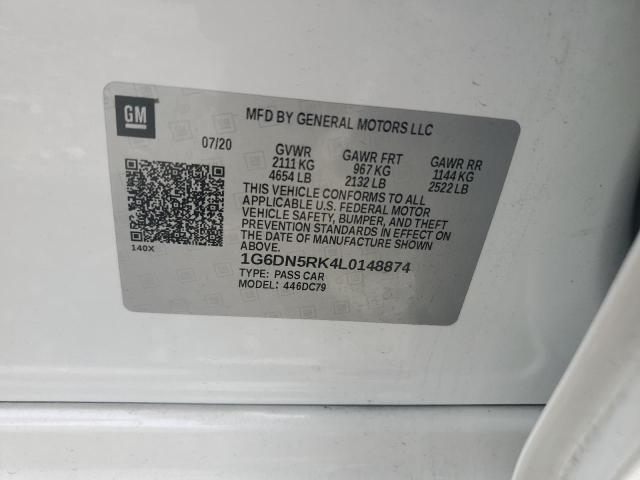 GM
MFD BY GENERAL MOTORS LLC
07/20
GVWR GAWR FRT GAWR RR
2111 KG 967 KG 1144 KG
4654 LB 2132 LB 2522 LB
THIS VEHICLE CONFORMS TO ALL
APPLICABLE U.S. FEDERAL MOTOR
VEHICLE SAFETY, BUMPER, AND THEFT
PREVENTION STANDARDS IN EFFECT ON
THE DATE OF MANUFACTURE SHOWN
ABOVE.
140X
1G6DN5RK4L0148874
TYPE: PASS CAR
MODEL: 446DC79